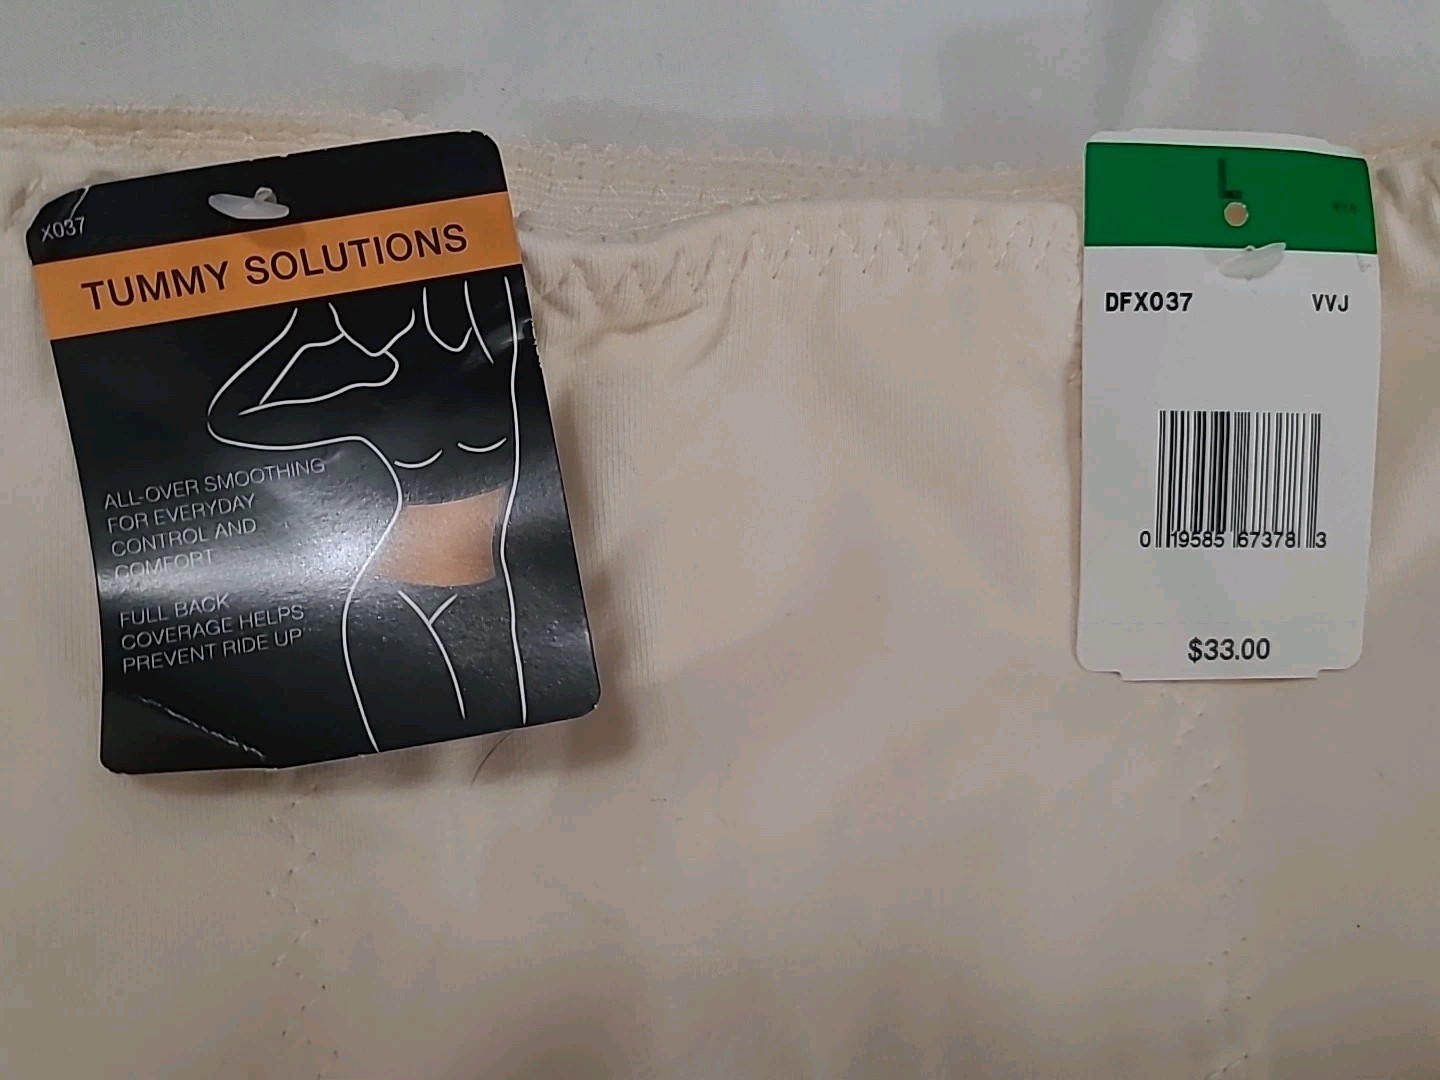 X037
TUMMY SOLUTIONS
ALL-OVER SMOOTHING
FOR EVERYDAY
CONTROL AND
COMFORT
FULL BACK
COVERAGE HELPS
PREVENT RIDE UP
L
DFX037 VVJ
0 19585 67378 3
$33.00